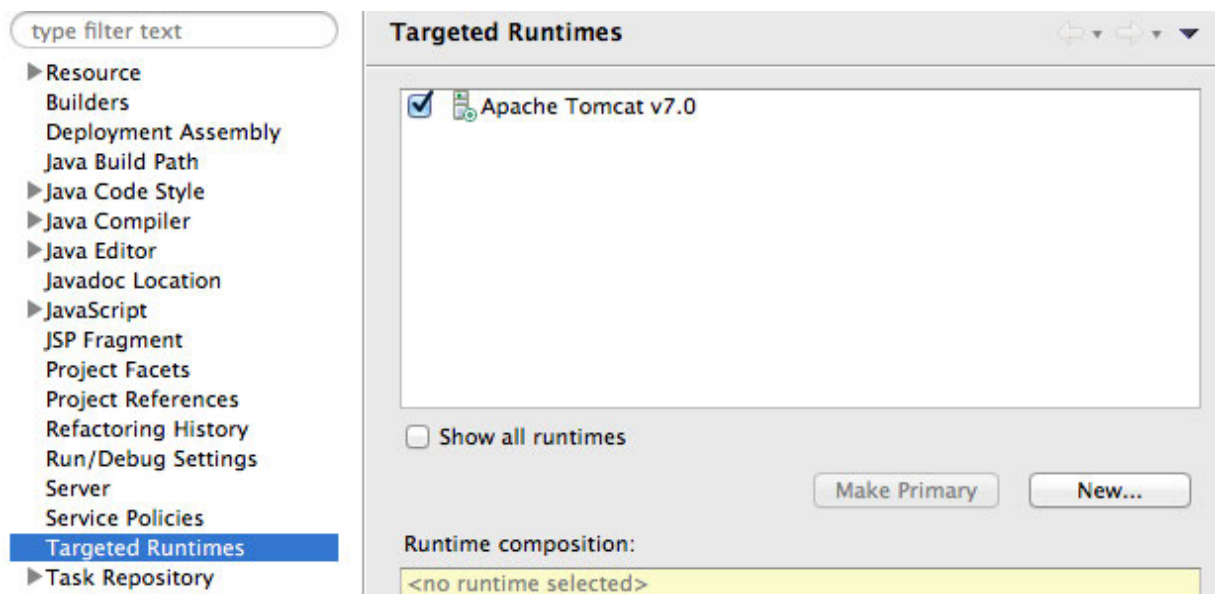 type filter text
Resource
Builders
Deployment Assembly
Java Build Path
Java Code Style
Java Compiler
Java Editor
Javadoc Location
JavaScript
JSP Fragment
Project Facets
Project References
Refactoring History
Run/Debug Settings
Server
Service Policies
Targeted Runtimes
Task Repository
Targeted Runtimes
Apache Tomcat v7.0
Show all runtimes
Make Primary
New...
Runtime composition:
<no runtime selected>